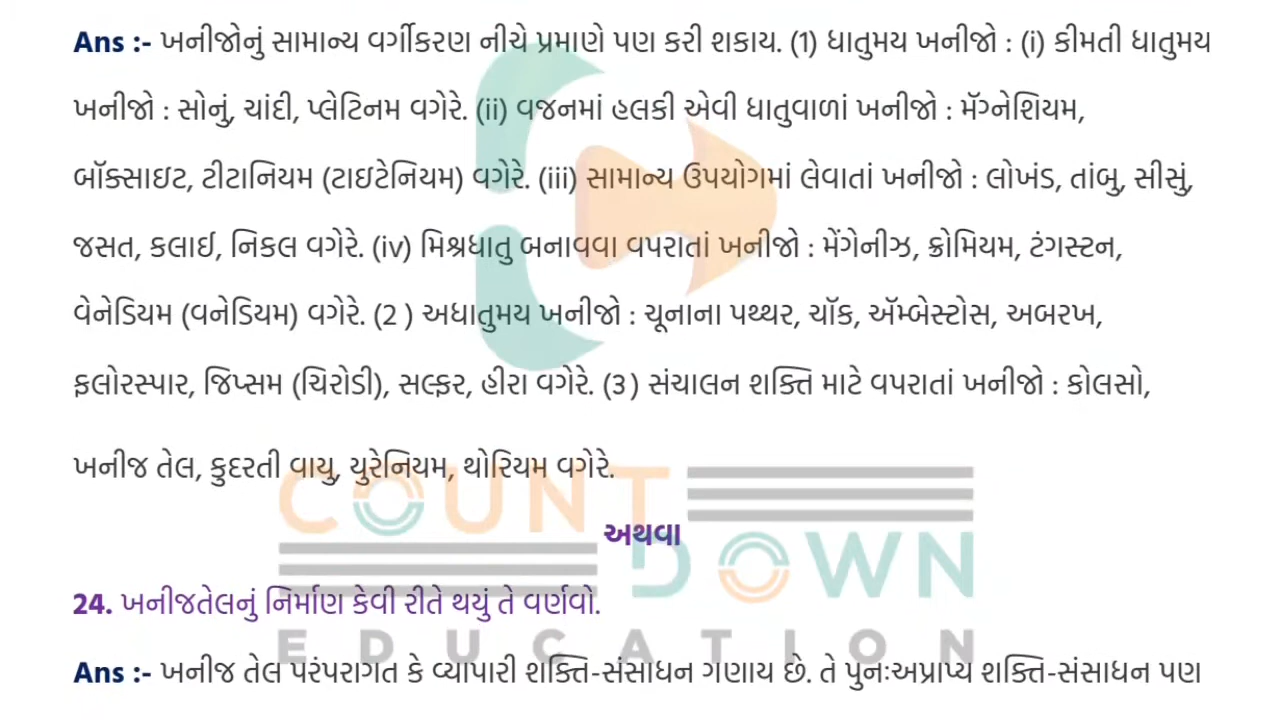 Ans :- ખનીજોનું સામાન્ય વર્ગીકરણ નીચે પ્રમાણે પણ કરી શકાય. (1) ધાતુમય ખનીજો : (i) કીમતી ધાતુમય
ખનીજો : સોનું, ચાંદી, પ્લેટિનમ વગેરે. (ii) વજનમાં હલકી એવી ધાતુવાળાં ખનીજો : મૅગ્નેશિયમ,
બૉક્સાઇટ, ટીટાનિયમ (ટાઇટેનિયમ) વગેરે. (iii) સામાન્ય ઉપયોગમાં લેવાતાં ખનીજો : લોખંડ, તાંબુ, સીસું,
જસત, કલાઈ, નિકલ વગેરે. (iv) મિશ્રધાતુ બનાવવા વપરાતાં ખનીજો : મેંગેનીઝ, ક્રોમિયમ, ટંગસ્ટન,
વેનેડિયમ (વનેડિયમ) વગેરે. (2 ) અધાતુમય ખનીજો : ચૂનાના પથ્થર, ચૉક, ઍમ્બેસ્ટોસ, અબરખ,
ફલોરસ્પાર, જિપ્સમ (ચિરોડી), સલ્ફર, હીરા વગેરે. (૩) સંચાલન શક્તિ માટે વપરાતાં ખનીજો : કોલસો,
ખનીજ તેલ, કુદરતી વાયુ, યુરેનિયમ, થોરિયમ વગેરે.
COUNT
અથવા
DOWN
24. ખનીજતેલનું નિર્માણ કેવી રીતે થયું તે વર્ણવો.
EDUCATION
Ans :- ખનીજ તેલ પરંપરાગત કે વ્યાપારી શક્તિ-સંસાધન ગણાય છે. તે પુનઃઅપ્રાપ્ય શક્તિ-સંસાધન પણ